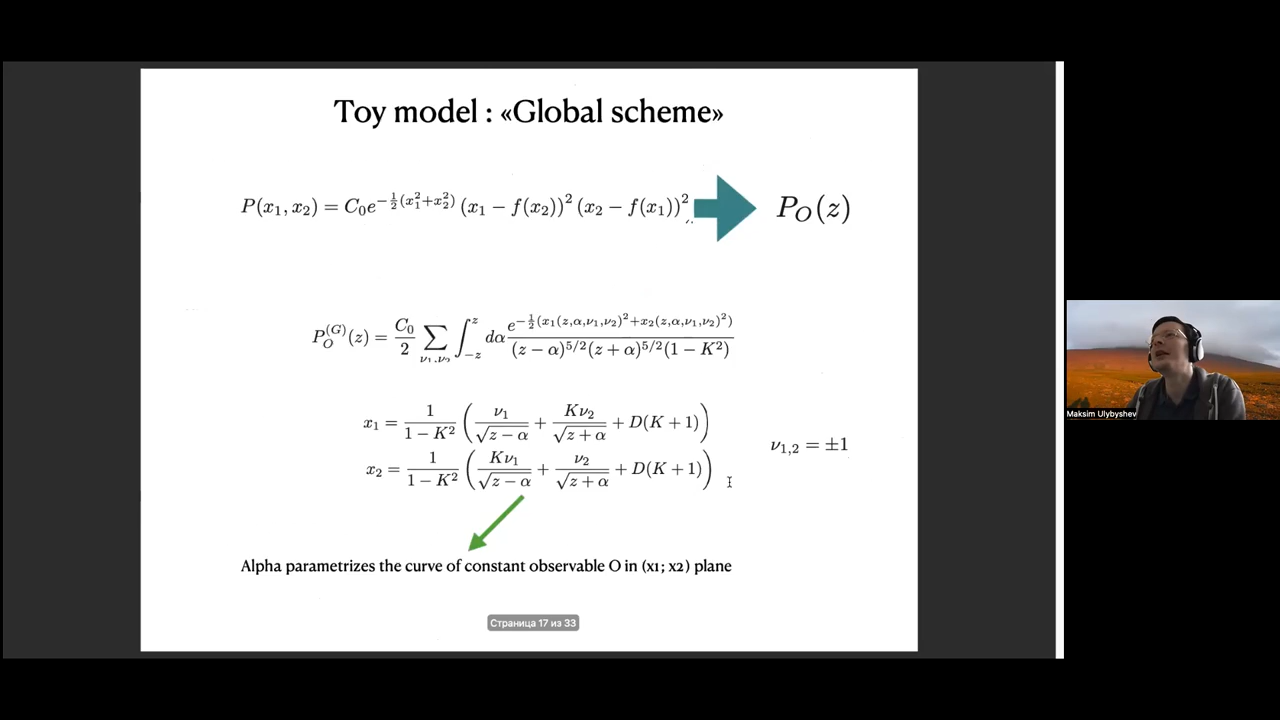 Toy model : «Global scheme»
P(x₁, x₂) = C₀e^{-½(x₁²+x₂²)} (x₁ − f(x₂))² (x₂ − f(x₁))² P_O(z)
P_O^{(G)}(z) = C₀/2 ∑_{ν₁,ν₂} ∫_{-z}^{z} dα e^{-½(x₁(z,α,ν₁,ν₂)²+x₂(z,α,ν₁,ν₂)²)} / (z − α)^{5/2}(z + α)^{5/2}(1 − K²)
x₁ = 1/(1 − K²) (ν₁/√(z − α) + Kν₂/√(z + α) + D(K + 1))
ν₁,₂ = ±1
x₂ = 1/(1 − K²) (Kν₁/√(z − α) + ν₂/√(z + α) + D(K + 1))
Alpha parametrizes the curve of constant observable O in (x1; x2) plane
Страница 17 из 33
Maksim Ulybyshev